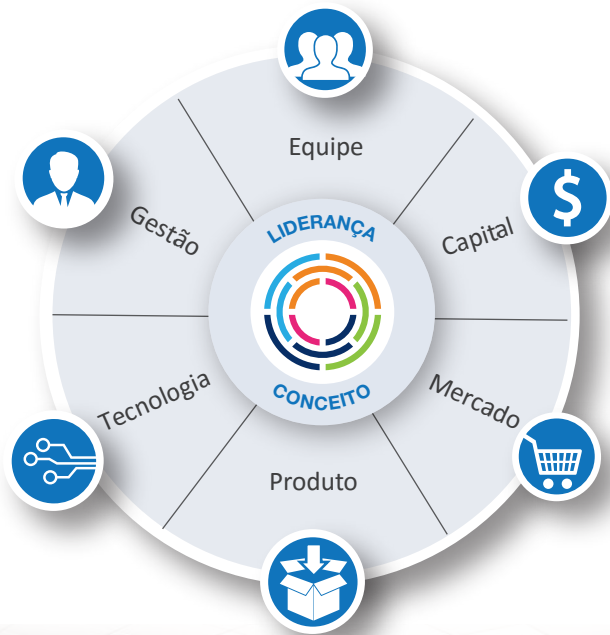 Equipe
Gestão
LIDERANÇA
Capital
Tecnologia
CONCEITO
Mercado
Produto
$